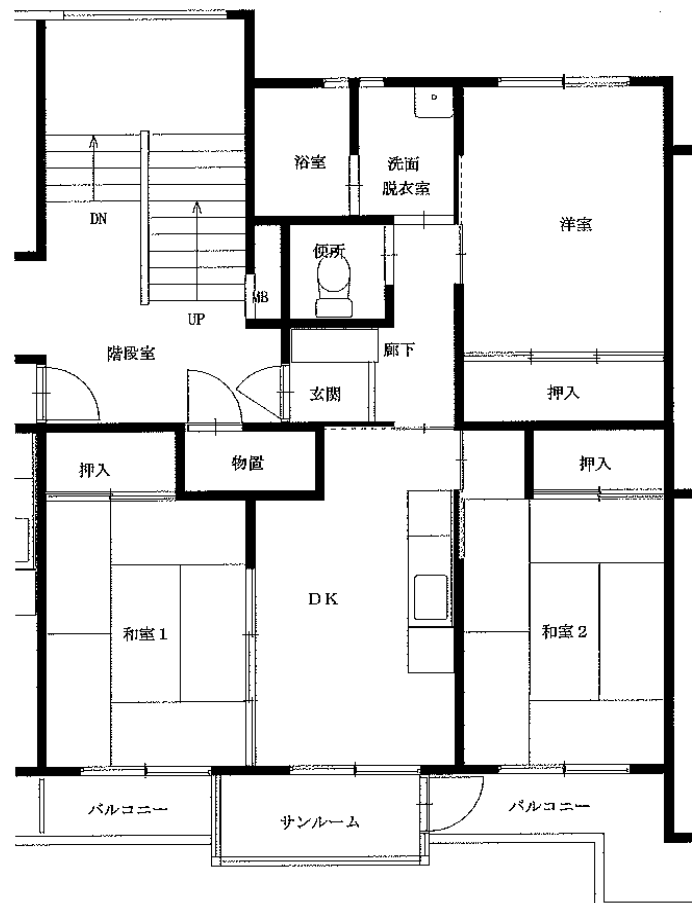 浴室
洗面
脱衣室
洋室
DN
便所
MB
UP
階段室
廊下
玄関
押入
押入
物置
押入
DK
和室1
和室2
バルコニー
サンルーム
バルコニー